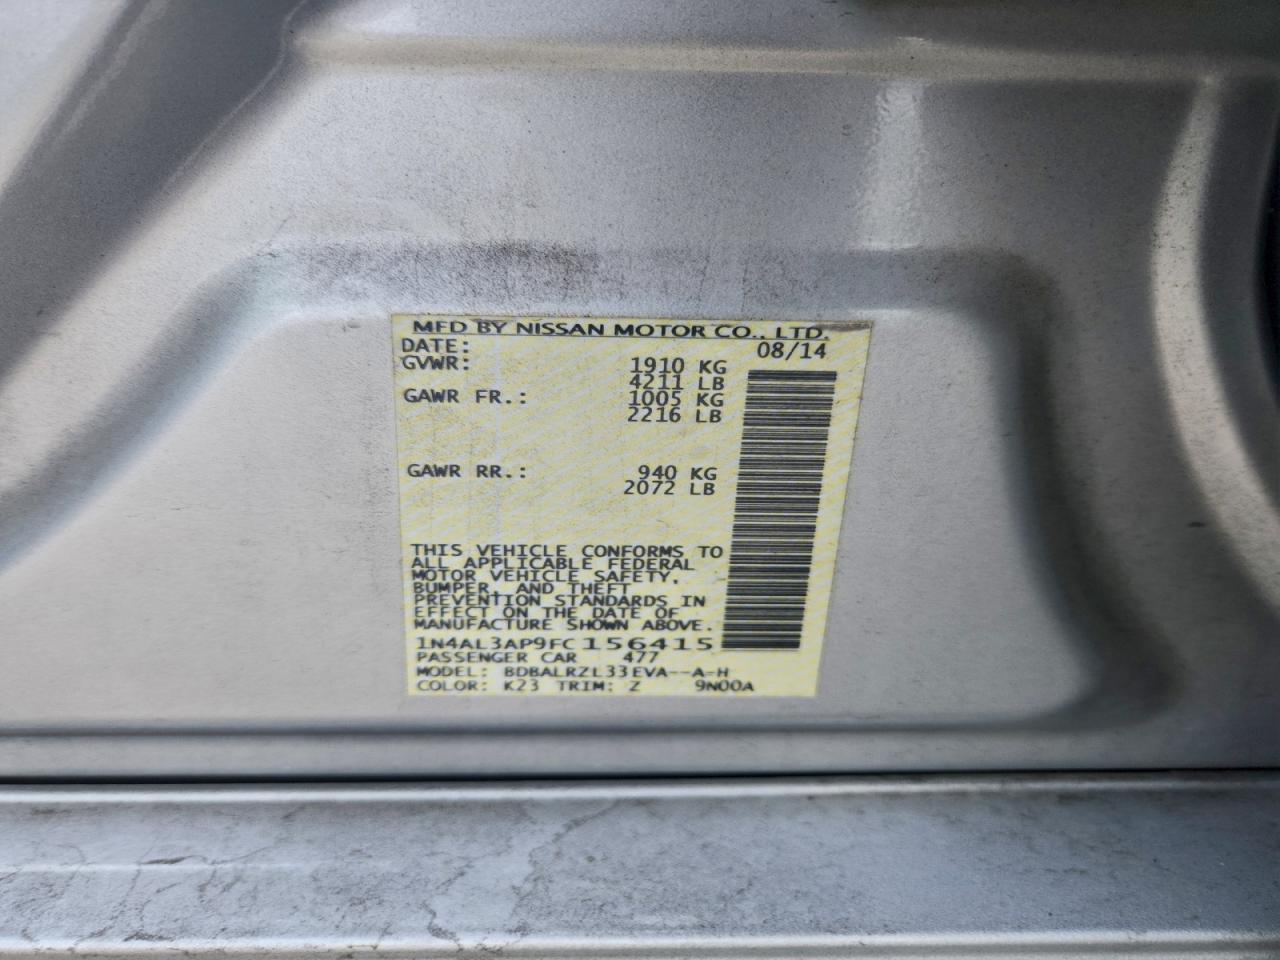 MFD BY NISSAN MOTOR CO., LTD.
DATE: 08/14
GVWR: 1910 KG
4211 LB
GAWR FR.: 1005 KG
2216 LB
GAWR RR.: 940 KG
2072 LB
THIS VEHICLE CONFORMS TO
ALL APPLICABLE FEDERAL
MOTOR VEHICLE SAFETY,
BUMPER, AND THEFT
PREVENTION STANDARDS IN
EFFECT ON THE DATE OF
MANUFACTURE SHOWN ABOVE.
1N4AL3AP9FC156415
PASSENGER CAR 477
MODEL: BDBALRZL33EVA--A-H
COLOR: K23 TRIM: Z 9N00A